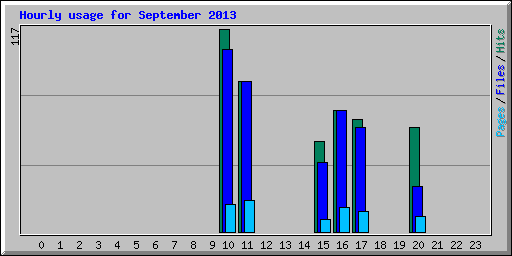 Hourly usage for September 2013
117
Pages / Files / Hits
0 1 2 3 4 5 6 7 8 9 10 11 12 13 14 15 16 17 18 19 20 21 22 23